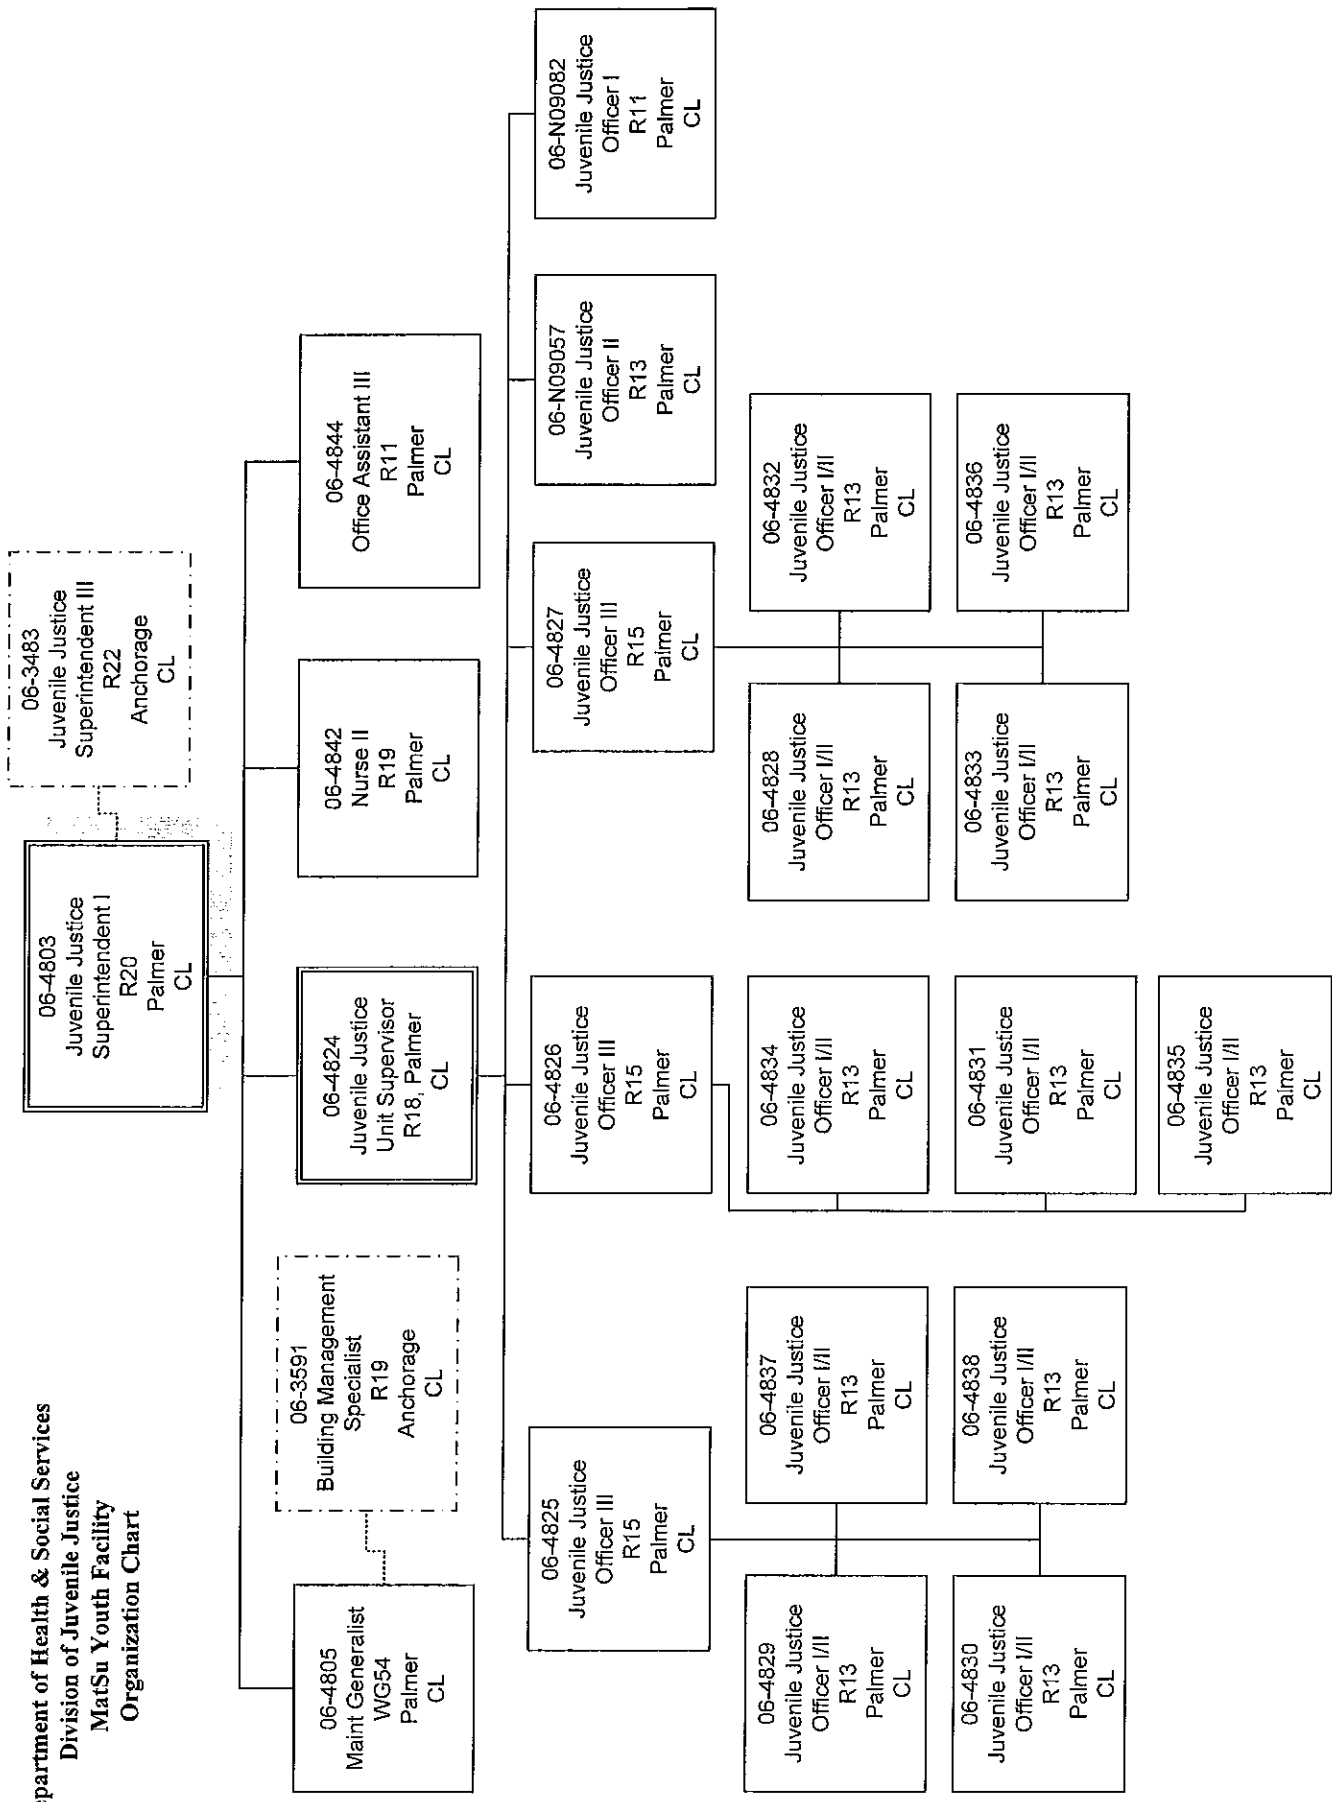 epartment of Health & Social Services
Division of Juvenile Justice
MatSu Youth Facility
Organization Chart
06-4803
Juvenile Justice
Superintendent I
R20
Palmer
CL
06-3483
Juvenile Justice
Superintendent III
R22
Anchorage
CL
06-4805
Maint Generalist
WG54
Palmer
CL
06-3591
Building Management
Specialist
R19
Anchorage
CL
06-4824
Juvenile Justice
Unit Supervisor
R18, Palmer
CL
06-4842
Nurse II
R19
Palmer
CL
06-4844
Office Assistant III
R11
Palmer
CL
06-4825
Juvenile Justice
Officer III
R15
Palmer
CL
06-4826
Juvenile Justice
Officer III
R15
Palmer
CL
06-4827
Juvenile Justice
Officer III
R15
Palmer
CL
06-N09057
Juvenile Justice
Officer II
R13
Palmer
CL
06-N09082
Juvenile Justice
Officer I
R11
Palmer
CL
06-4829
Juvenile Justice
Officer I/II
R13
Palmer
CL
06-4837
Juvenile Justice
Officer I/II
R13
Palmer
CL
06-4834
Juvenile Justice
Officer I/II
R13
Palmer
CL
06-4828
Juvenile Justice
Officer I/II
R13
Palmer
CL
06-4832
Juvenile Justice
Officer I/II
R13
Palmer
CL
06-4830
Juvenile Justice
Officer I/II
R13
Palmer
CL
06-4838
Juvenile Justice
Officer I/II
R13
Palmer
CL
06-4831
Juvenile Justice
Officer I/II
R13
Palmer
CL
06-4833
Juvenile Justice
Officer I/II
R13
Palmer
CL
06-4836
Juvenile Justice
Officer I/II
R13
Palmer
CL
06-4835
Juvenile Justice
Officer I/II
R13
Palmer
CL